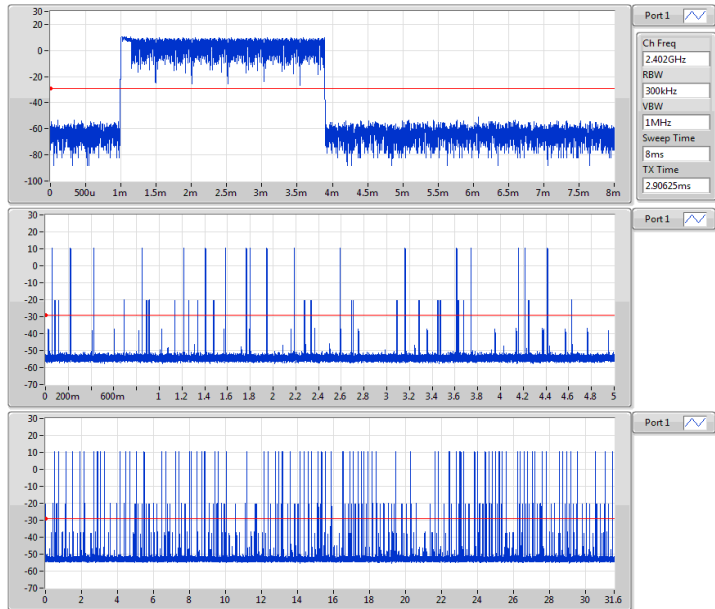 30
20
0
-20
-40
-60
-80
-100
0 500u 1m 1.5m 2m 2.5m 3m 3.5m 4m 4.5m 5m 5.5m 6m 6.5m 7m 7.5m 8m
Port 1
Ch Freq
2.402GHz
RBW
300kHz
VBW
1MHz
Sweep Time
8ms
TX Time
2.90625ms
30
20
10
0
-10
-20
-30
-40
-50
-60
-70
0 200m 600m 1 1.2 1.4 1.6 1.8 2 2.2 2.4 2.6 2.8 3 3.2 3.4 3.6 3.8 4 4.2 4.4 4.6 4.8 5
Port 1
30
20
10
0
-10
-20
-30
-40
-50
-60
-70
0 2 4 6 8 10 12 14 16 18 20 22 24 26 28 30 31.6
Port 1